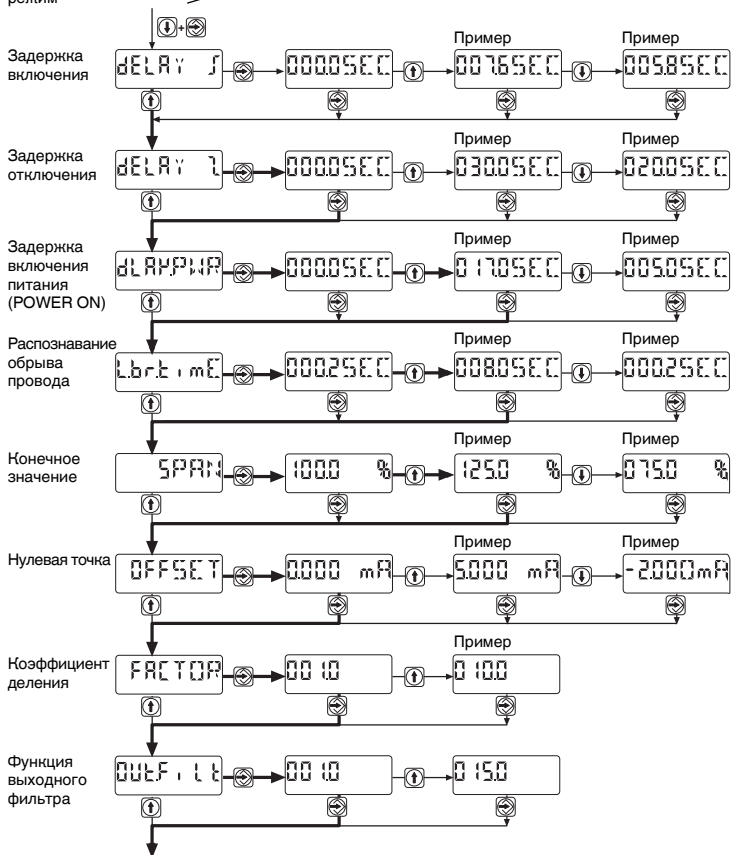 режим
Задержка
включения
Пример
Пример
dELAY ſ
000.0SEC
007.6SEC
005.8SEC
Задержка
отключения
Пример
Пример
dELAY
000.0SEC
030.0SEC
020.0SEC
Задержка
включения
питания
(POWER ON)
Пример
Пример
dLAY.PWR
000.0SEC
017.0SEC
005.0SEC
Распознавание
обрыва
провода
Пример
Пример
L.br.timE
000.2SEC
008.0SEC
000.2SEC
Конечное
значение
Пример
Пример
SPAN
100.0 %
125.0 %
075.0 %
Нулевая точка
Пример
Пример
OFFSET
0.000 mA
5.000 mA
-2.000mA
Коэффициент
деления
Пример
FACTOR
001.0
010.0
Функция
выходного
фильтра
OUt.Filt
001.0
015.0